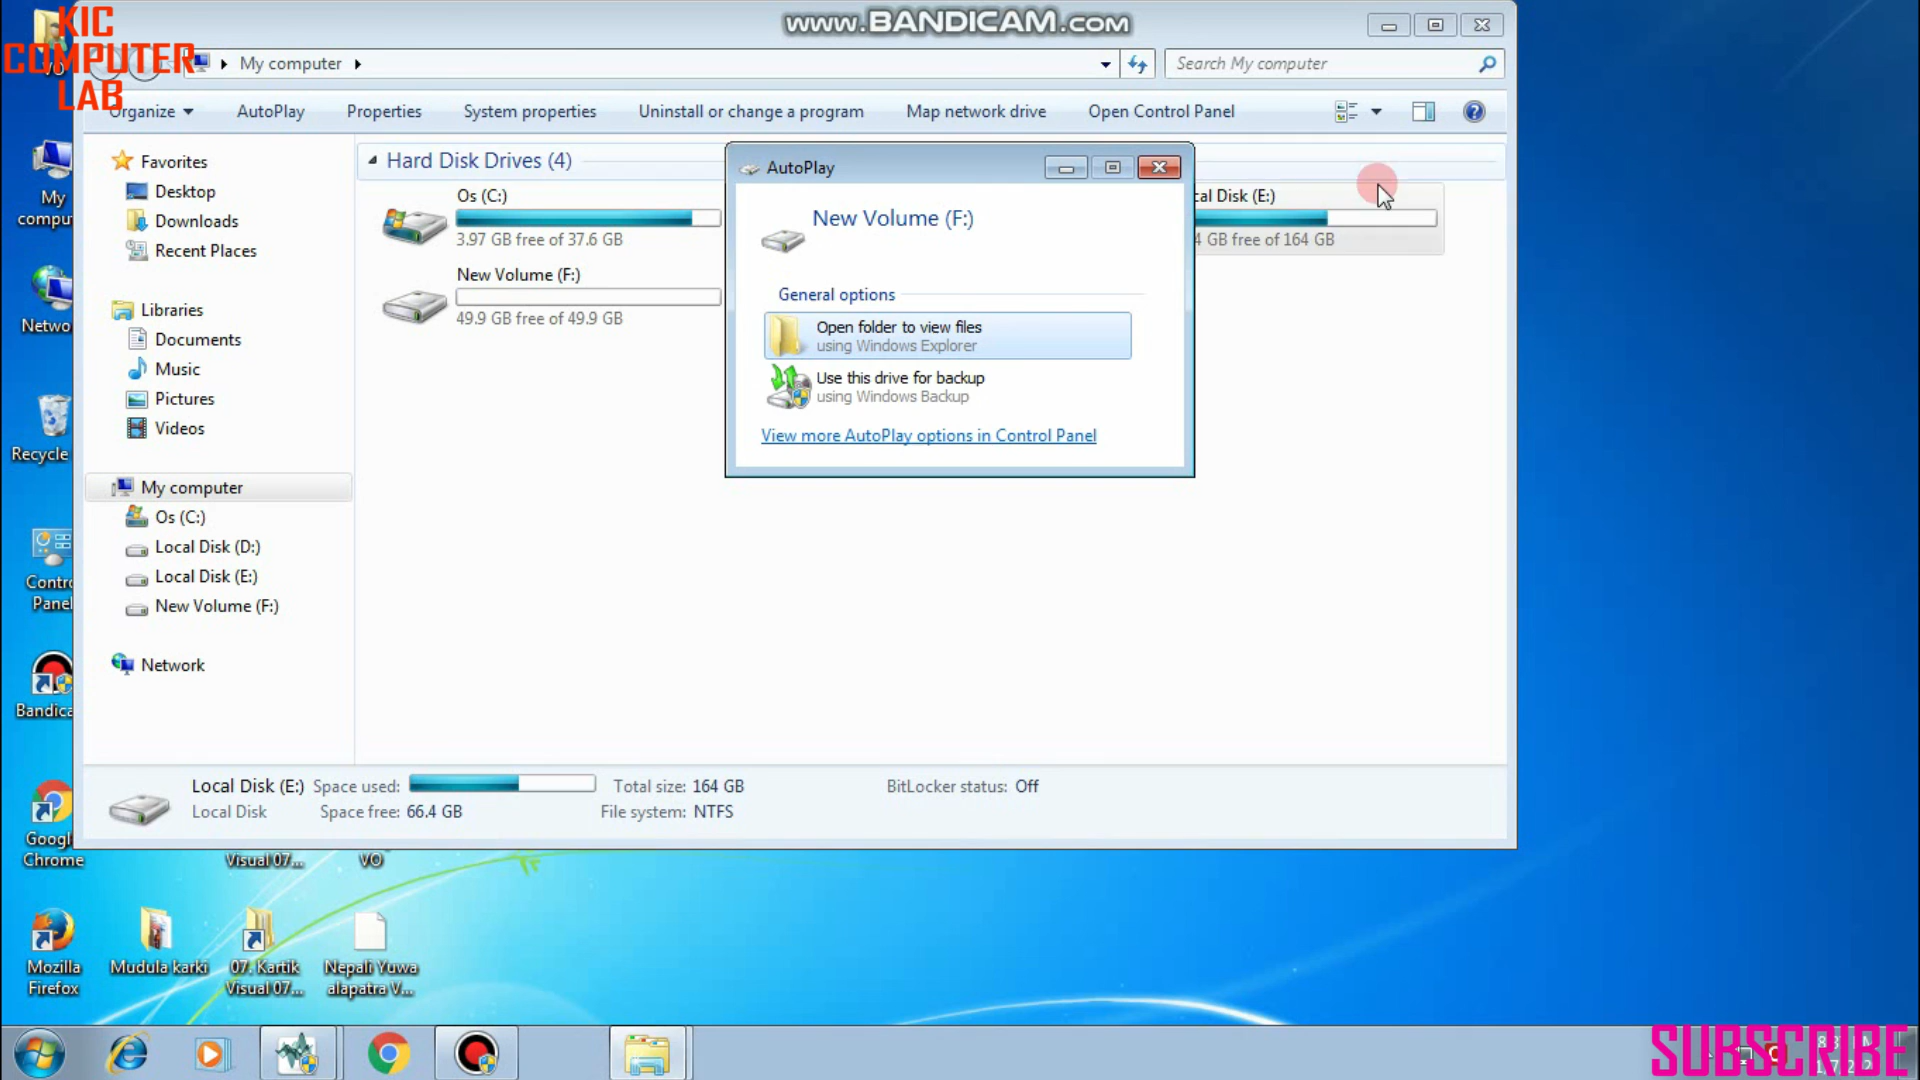 KIC
COMPUTER
LAB
www.BANDICAM.com
My computer
Search My computer
Organize
AutoPlay
Properties
System properties
Uninstall or change a program
Map network drive
Open Control Panel
Favorites
Desktop
Downloads
Recent Places
Libraries
Documents
Music
Pictures
Videos
My computer
Os (C:)
Local Disk (D:)
Local Disk (E:)
New Volume (F:)
Network
Hard Disk Drives (4)
Os (C:)
3.97 GB free of 37.6 GB
New Volume (F:)
49.9 GB free of 49.9 GB
cal Disk (E:)
4 GB free of 164 GB
AutoPlay
New Volume (F:)
General options
Open folder to view files
using Windows Explorer
Use this drive for backup
using Windows Backup
View more AutoPlay options in Control Panel
Local Disk (E:)
Space used:
Total size: 164 GB
BitLocker status: Off
Local Disk
Space free: 66.4 GB
File system: NTFS
VO
My
compu
Netwo
Recycle
Contro
Panel
Bandica
Google
Chrome
Visual 07...
VO
Mozilla
Firefox
Mudula karki
07. Kartik
Visual 07...
Nepali Yuwa
alapatra V...
SUBSCRIBE